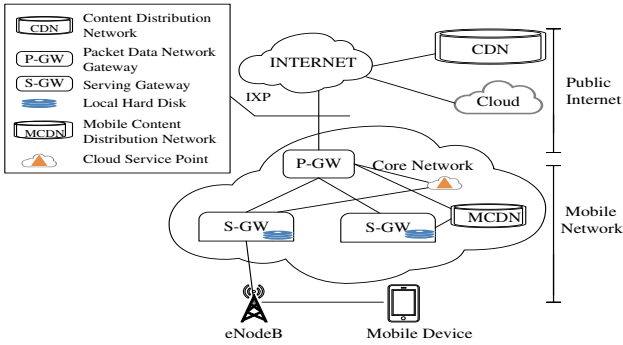 CDN
Content Distribution
Network
P-GW
Packet Data Network
Gateway
S-GW
Serving Gateway
Local Hard Disk
MCDN
Mobile Content
Distribution Network
Cloud Service Point
INTERNET
CDN
Cloud
IXP
Public
Internet
P-GW
Core Network
S-GW
S-GW
MCDN
Mobile
Network
eNodeB
Mobile Device